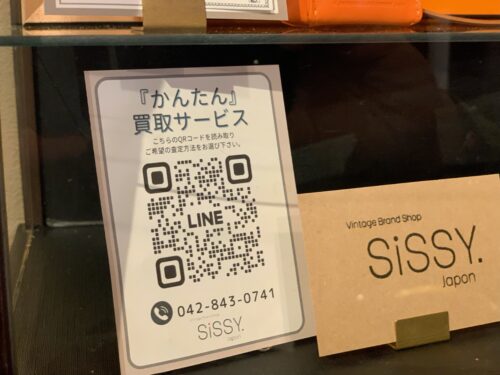 『かんたん』
買取サービス
こちらのQRコードを読み取り
ご希望の査定方法をお選び下さい。
LINE
042-843-0741
SiSSY.
Japan
Vintage Brand Shop
SiSSY.
Japan